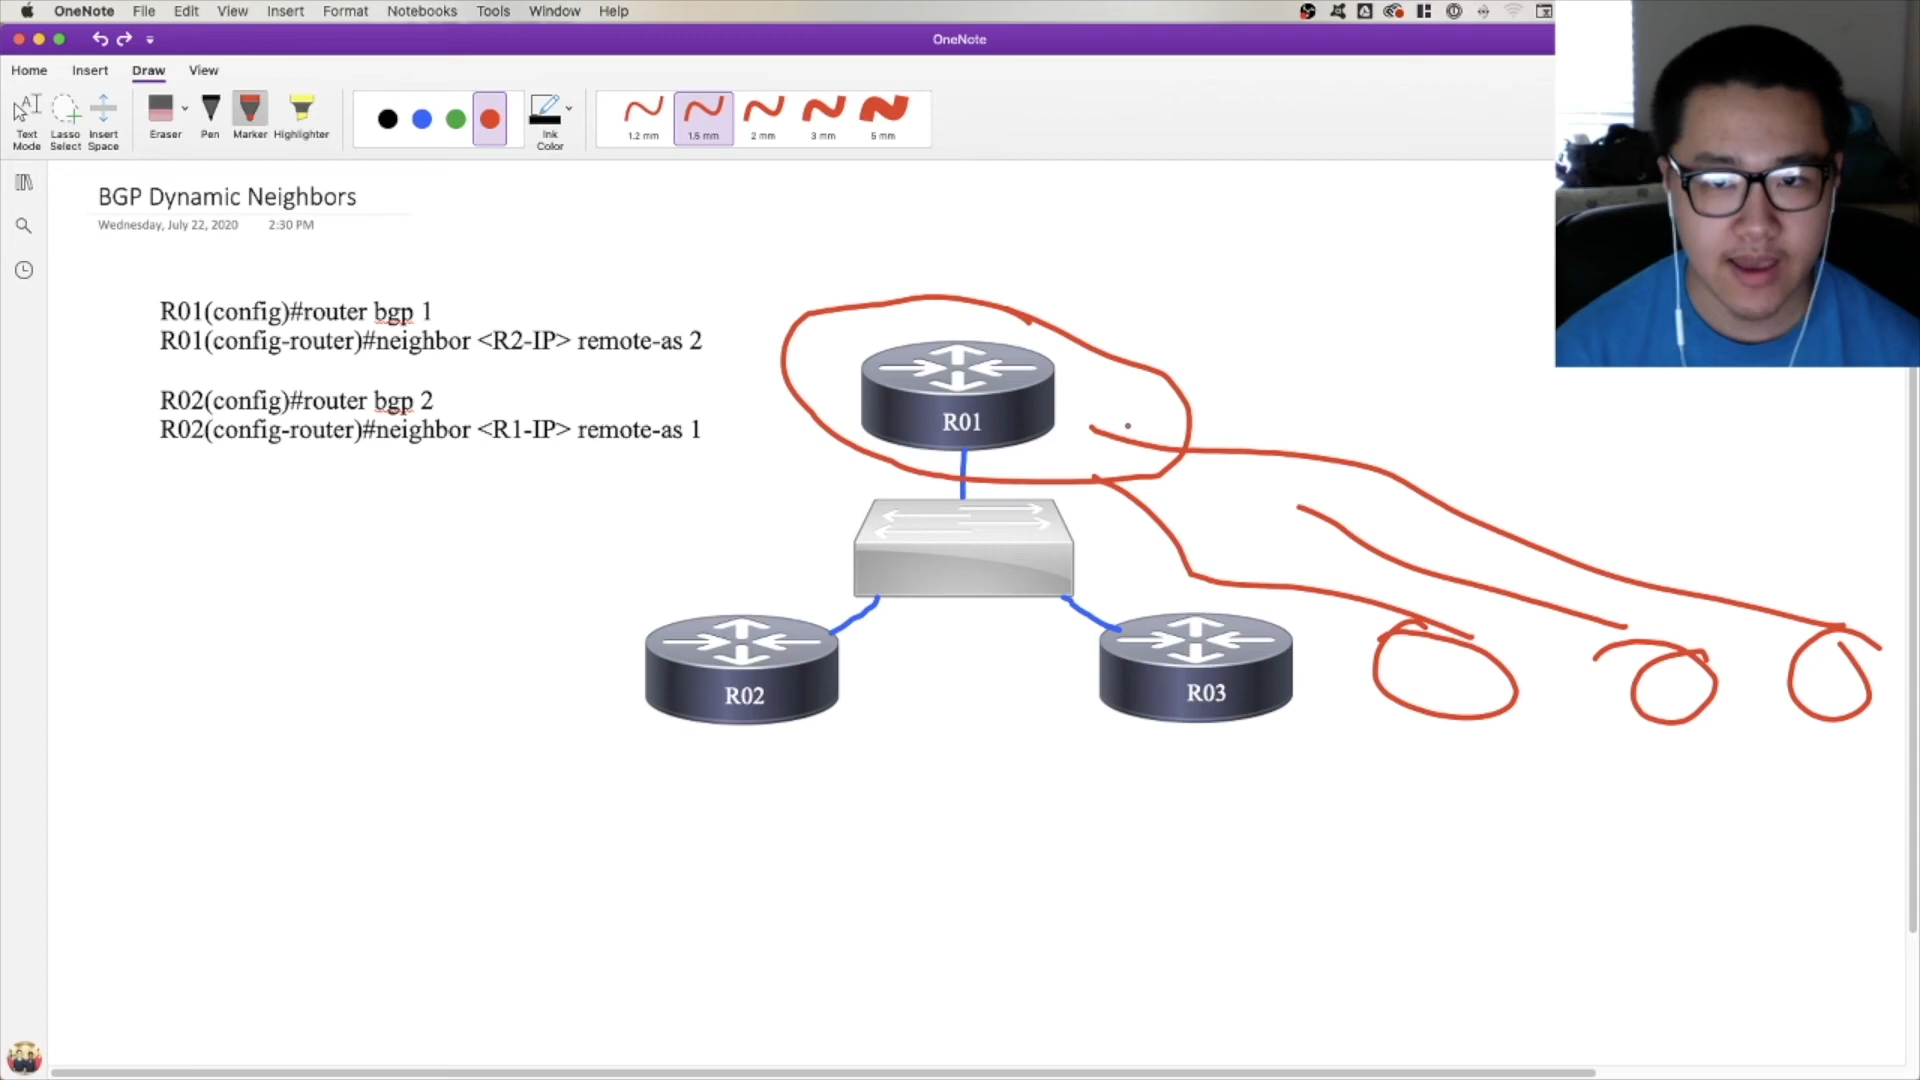 OneNote File Edit View Insert Format Notebooks Tools Window Help
OneNote
Home Insert Draw View
Text Mode
Lasso Select
Insert Space
Eraser
Pen
Marker
Highlighter
Ink Color
1.2 mm
1.5 mm
2 mm
3 mm
5 mm
BGP Dynamic Neighbors
Wednesday, July 22, 2020 2:30 PM
R01(config)#router bgp 1
R01(config-router)#neighbor <R2-IP> remote-as 2
R02(config)#router bgp 2
R02(config-router)#neighbor <R1-IP> remote-as 1
R01
R02
R03